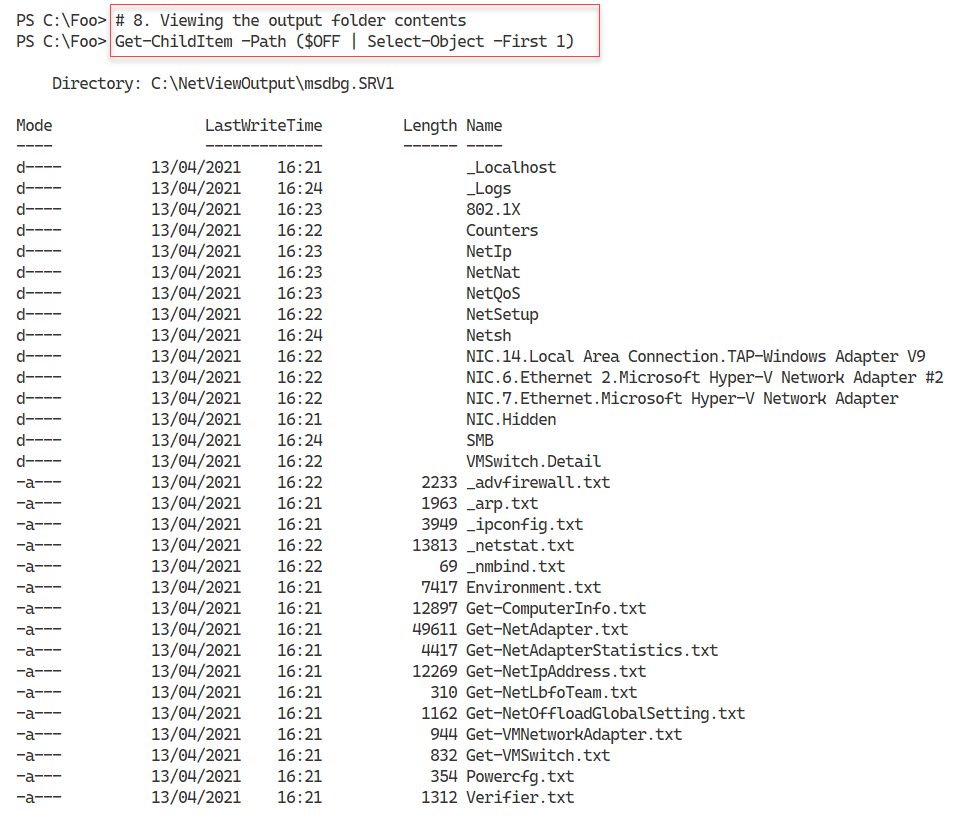 PS C:\Foo> # 8. Viewing the output folder contents
PS C:\Foo> Get-ChildItem -Path ($OFF | Select-Object -First 1)
Directory: C:\NetViewOutput\msdbg.SRV1
Mode LastWriteTime Length Name
---- ------------- ------ ----
d---- 13/04/2021 16:21 _Localhost
d---- 13/04/2021 16:24 _Logs
d---- 13/04/2021 16:23 802.1X
d---- 13/04/2021 16:22 Counters
d---- 13/04/2021 16:23 NetIp
d---- 13/04/2021 16:23 NetNat
d---- 13/04/2021 16:23 NetQoS
d---- 13/04/2021 16:22 NetSetup
d---- 13/04/2021 16:24 Netsh
d---- 13/04/2021 16:22 NIC.14.Local Area Connection.TAP-Windows Adapter V9
d---- 13/04/2021 16:22 NIC.6.Ethernet 2.Microsoft Hyper-V Network Adapter #2
d---- 13/04/2021 16:22 NIC.7.Ethernet.Microsoft Hyper-V Network Adapter
d---- 13/04/2021 16:21 NIC.Hidden
d---- 13/04/2021 16:24 SMB
d---- 13/04/2021 16:22 VMSwitch.Detail
-a--- 13/04/2021 16:22 2233 _advfirewall.txt
-a--- 13/04/2021 16:21 1963 _arp.txt
-a--- 13/04/2021 16:21 3949 _ipconfig.txt
-a--- 13/04/2021 16:22 13813 _netstat.txt
-a--- 13/04/2021 16:22 69 _nmbind.txt
-a--- 13/04/2021 16:21 7417 Environment.txt
-a--- 13/04/2021 16:21 12897 Get-ComputerInfo.txt
-a--- 13/04/2021 16:21 49611 Get-NetAdapter.txt
-a--- 13/04/2021 16:21 4417 Get-NetAdapterStatistics.txt
-a--- 13/04/2021 16:21 12269 Get-NetIpAddress.txt
-a--- 13/04/2021 16:21 310 Get-NetLbfoTeam.txt
-a--- 13/04/2021 16:21 1162 Get-NetOffloadGlobalSetting.txt
-a--- 13/04/2021 16:21 944 Get-VMNetworkAdapter.txt
-a--- 13/04/2021 16:21 832 Get-VMSwitch.txt
-a--- 13/04/2021 16:21 354 Powercfg.txt
-a--- 13/04/2021 16:21 1312 Verifier.txt